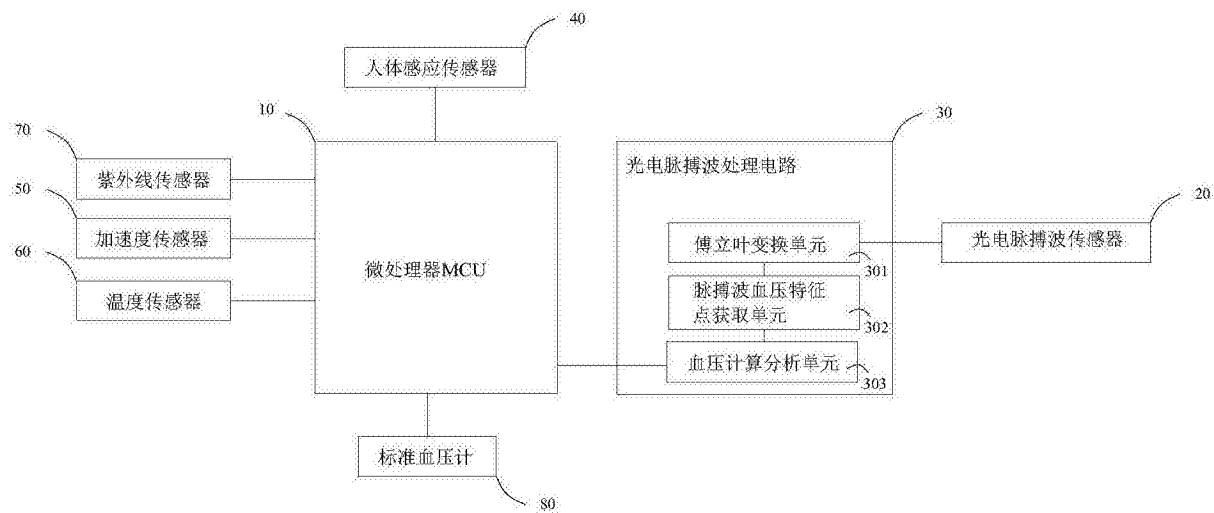 40
人体感应传感器
10
30
70
紫外线传感器
光电脉搏波处理电路
50
20
加速度传感器
傅立叶变换单元
301
光电脉搏波传感器
60
微处理器MCU
温度传感器
脉搏波血压特征
点获取单元
302
血压计算分析单元
303
标准血压计
80